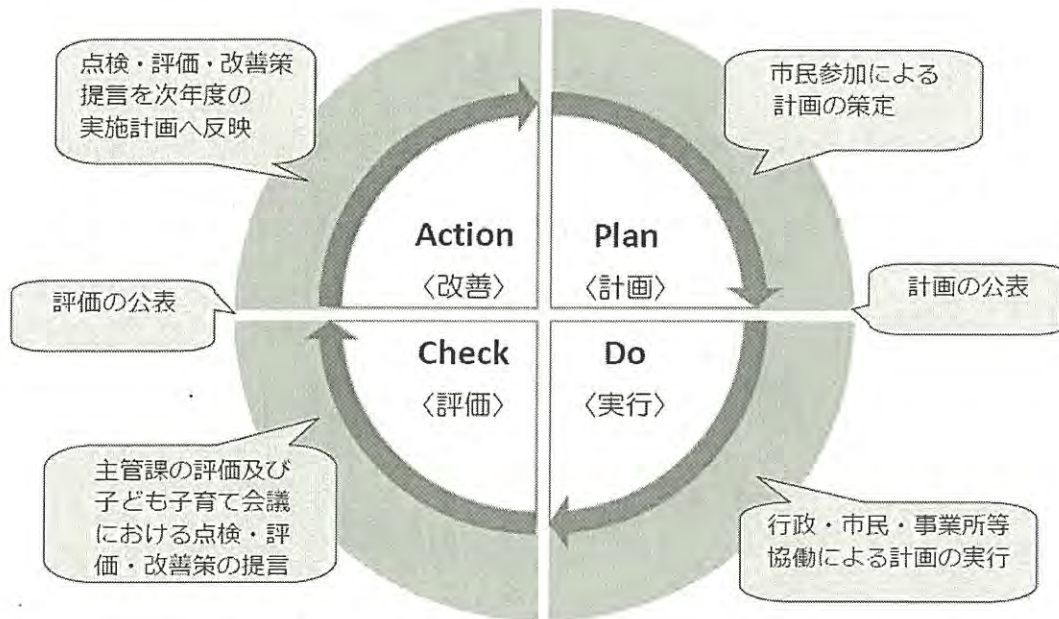 点検・評価・改善策
提言を次年度の
実施計画へ反映
市民参加による
計画の策定
Action
〈改善〉
Plan
〈計画〉
評価の公表
計画の公表
Check
〈評価〉
Do
〈実行〉
主管課の評価及び
子ども子育て会議
における点検・評
価・改善策の提言
行政・市民・事業所等
協働による計画の実行